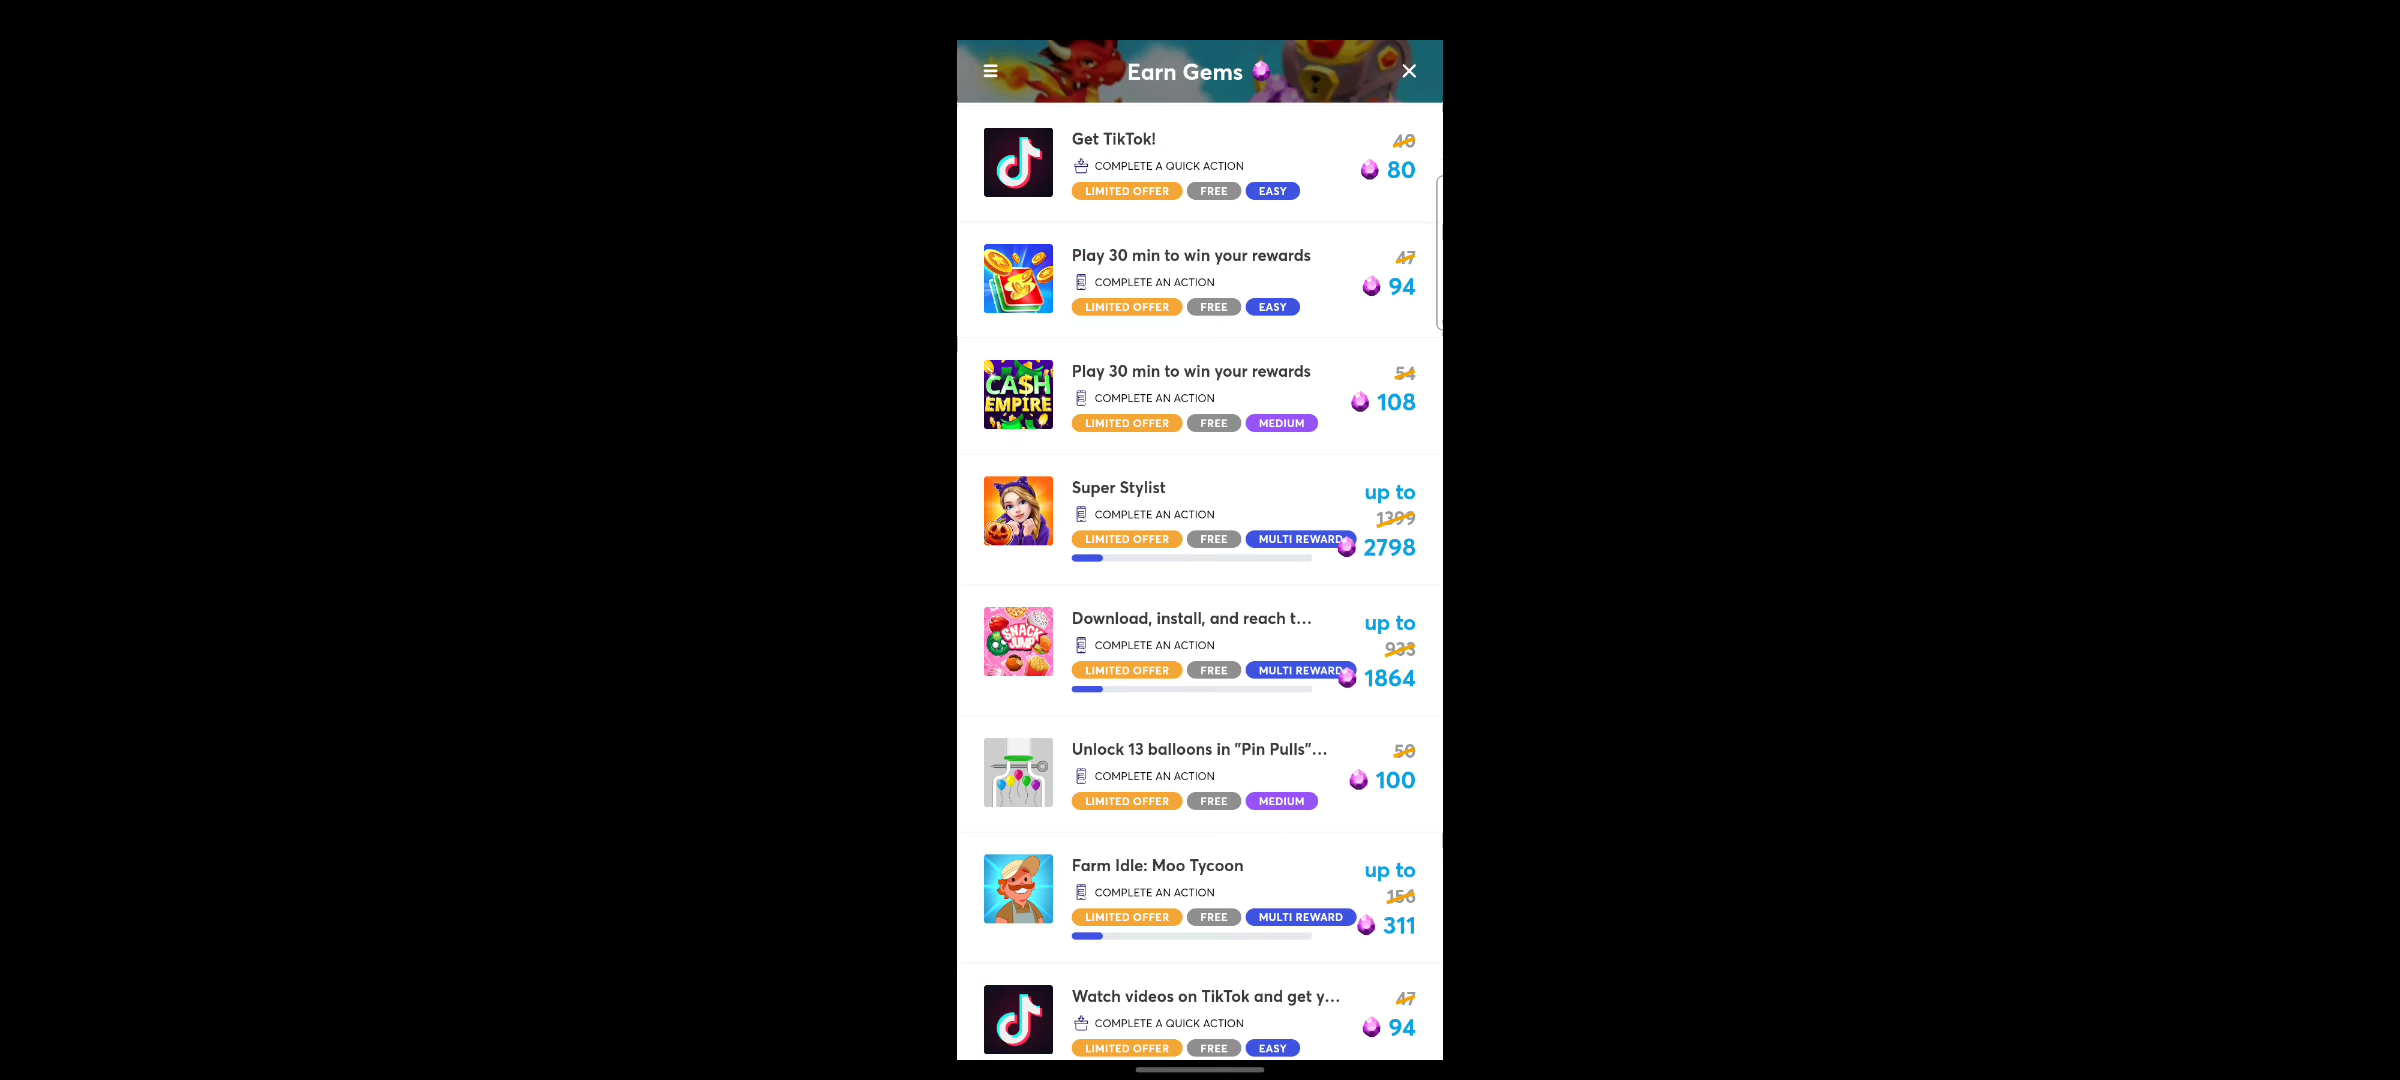 Earn Gems
Get TikTok!
40
COMPLETE A QUICK ACTION
80
LIMITED OFFER FREE EASY
Play 30 min to win your rewards
47
COMPLETE AN ACTION
94
LIMITED OFFER FREE EASY
CA$H
EMPIRE
Play 30 min to win your rewards
54
COMPLETE AN ACTION
108
LIMITED OFFER FREE MEDIUM
Super Stylist
up to
COMPLETE AN ACTION
1399
LIMITED OFFER FREE MULTI REWARD
2798
SNACK
JUMP
Download, install, and reach t...
up to
COMPLETE AN ACTION
933
LIMITED OFFER FREE MULTI REWARD
1864
Unlock 13 balloons in "Pin Pulls"...
50
COMPLETE AN ACTION
100
LIMITED OFFER FREE MEDIUM
Farm Idle: Moo Tycoon
up to
COMPLETE AN ACTION
156
LIMITED OFFER FREE MULTI REWARD
311
Watch videos on TikTok and get y...
47
COMPLETE A QUICK ACTION
94
LIMITED OFFER FREE EASY